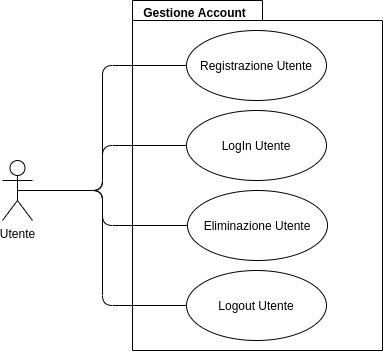 Gestione Account
Registrazione Utente
LogIn Utente
Eliminazione Utente
Utente
Logout Utente